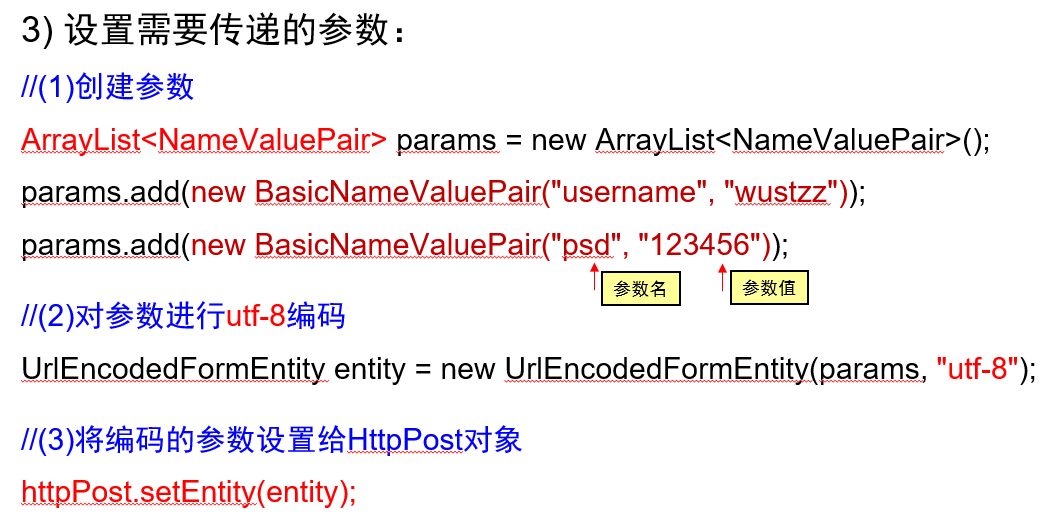 3) 设置需要传递的参数：
//(1)创建参数
ArrayList<NameValuePair> params = new ArrayList<NameValuePair>();
params.add(new BasicNameValuePair("username", "wustzz"));
params.add(new BasicNameValuePair("psd", "123456"));
参数名 参数值
//(2)对参数进行utf-8编码
UrlEncodedFormEntity entity = new UrlEncodedFormEntity(params, "utf-8");
//(3)将编码的参数设置给HttpPost对象
httpPost.setEntity(entity);